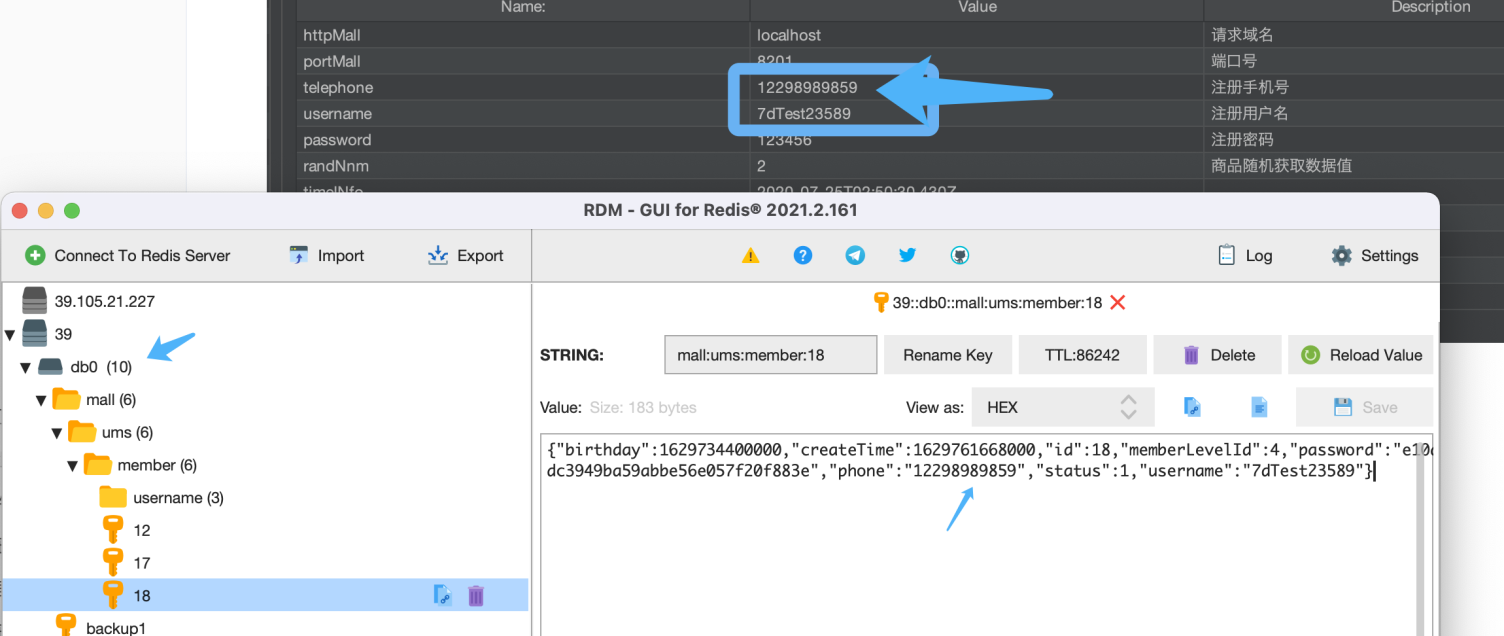 Name: Value Description
httpMall localhost 请求域名
portMall 8201 端口号
telephone 12298989859 注册手机号
username 7dTest23589 注册用户名
password 123456 注册密码
randNnm 2 商品随机获取数据值
2020-07-25T02:50:30.430Z
RDM - GUI for Redis® 2021.2.161
Connect To Redis Server Import Export Log Settings
39.105.21.227
39
db0 (10)
mall (6)
ums (6)
member (6)
username (3)
12
17
18
backup1
39::db0::mall:ums:member:18
STRING: mall:ums:member:18 Rename Key TTL:86242 Delete Reload Value
Value: Size: 183 bytes View as: HEX Save
{"birthday":1629734400000,"createTime":1629761668000,"id":18,"memberLevelId":4,"password":"e10a
dc3949ba59abbe56e057f20f883e","phone":"12298989859","status":1,"username":"7dTest23589"}